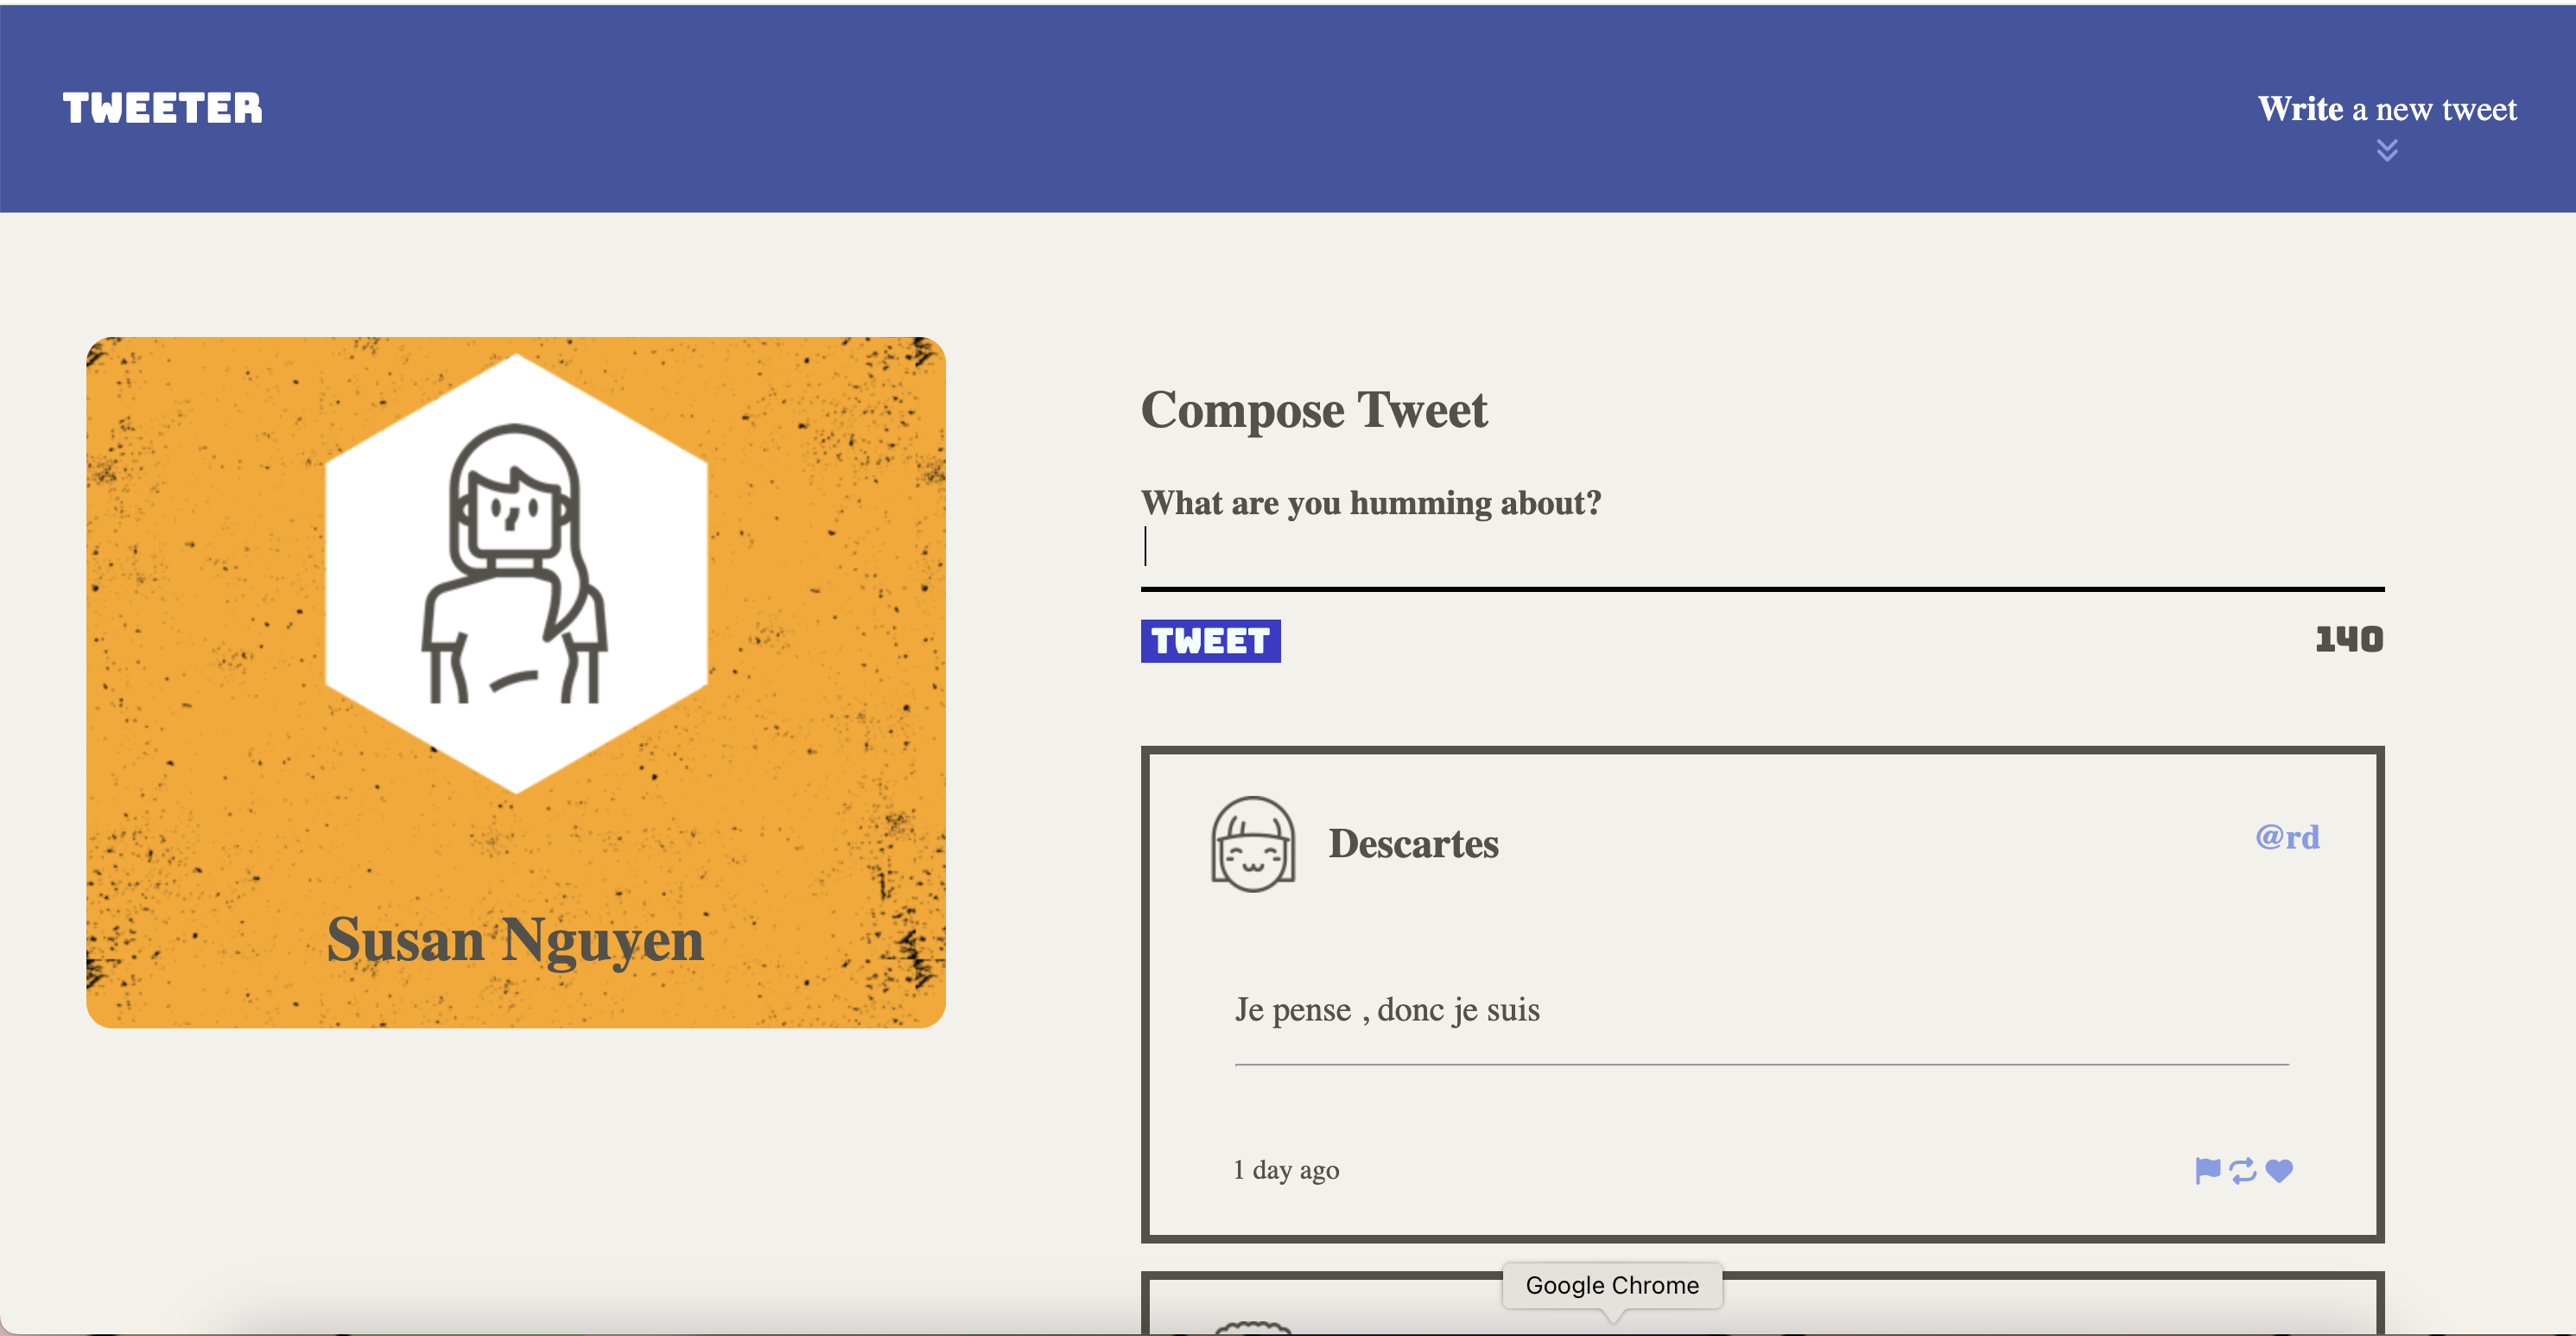 TWEETER
Write a new tweet
Susan Nguyen
Compose Tweet
What are you humming about?
TWEET
140
Descartes
@rd
Je pense , donc je suis
1 day ago
Google Chrome